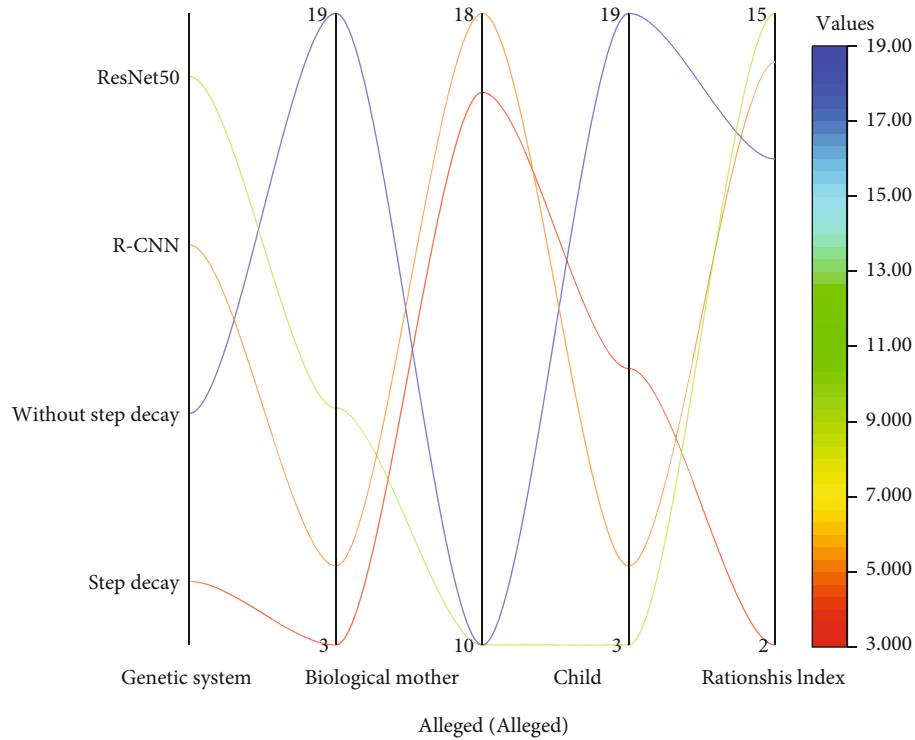 19
18
19
15
Values
ResNet50
R-CNN
Without step decay
Step decay
3
10
3
2
19.00
17.00
15.00
13.00
11.00
9.000
7.000
5.000
3.000
Genetic system
Biological mother
Child
Rationshis Index
Alleged (Alleged)